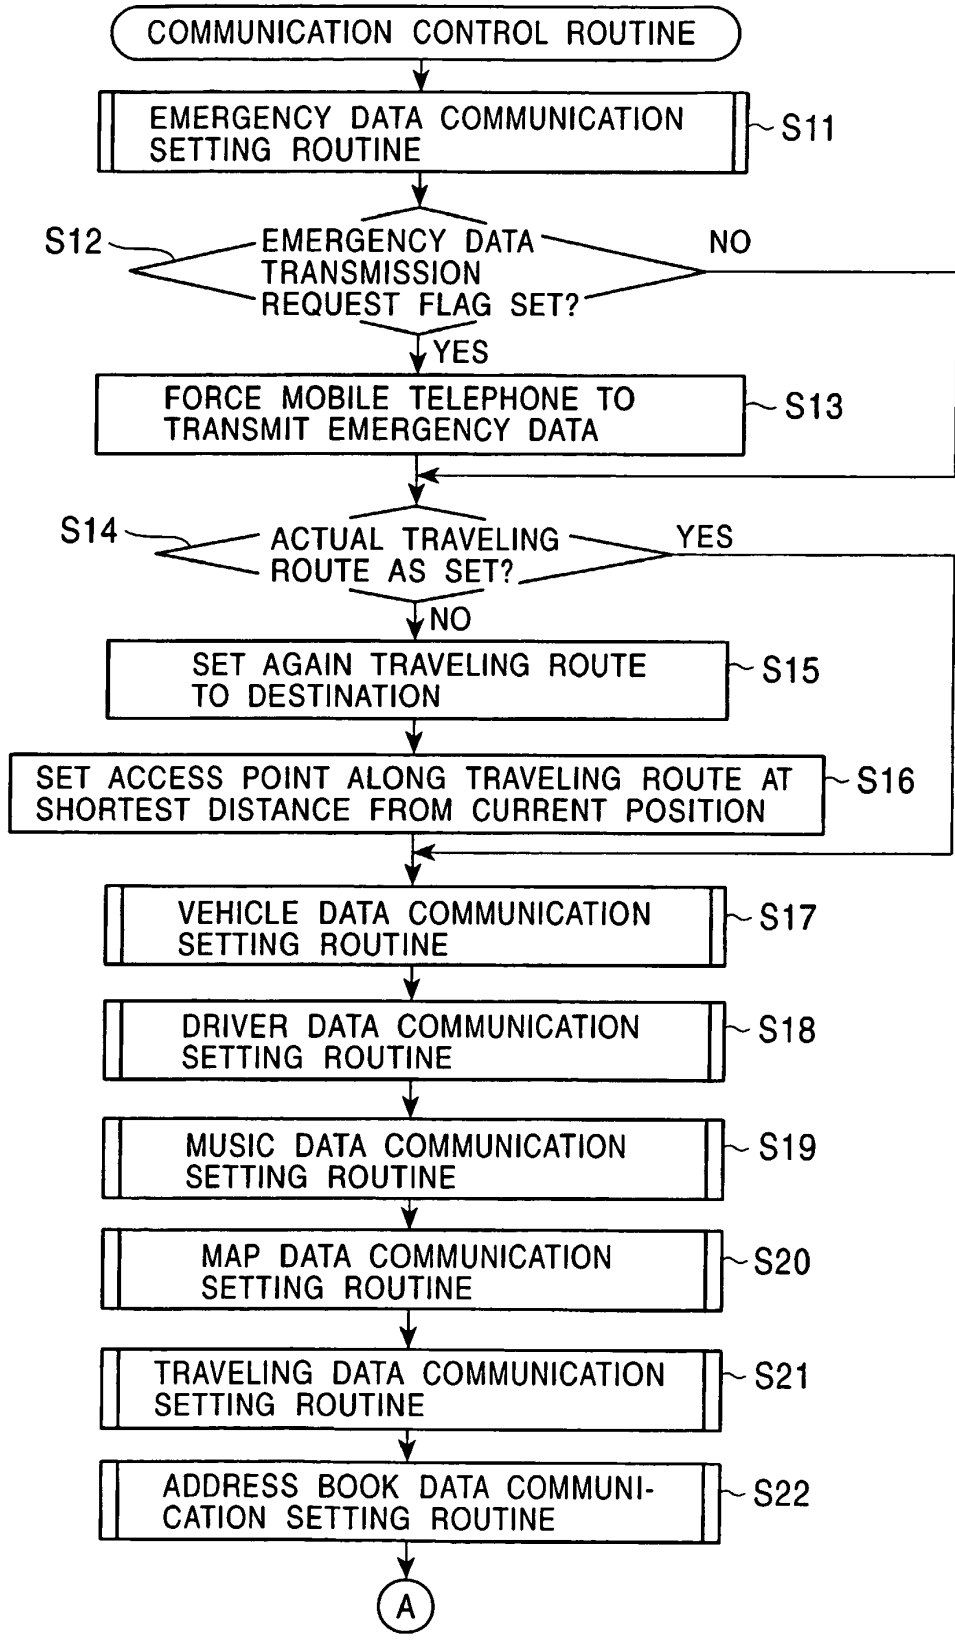 COMMUNICATION CONTROL ROUTINE
EMERGENCY DATA COMMUNICATION
SETTING ROUTINE
S11
S12
EMERGENCY DATA
TRANSMISSION
REQUEST FLAG SET?
NO
YES
FORCE MOBILE TELEPHONE TO
TRANSMIT EMERGENCY DATA
S13
S14
ACTUAL TRAVELING
ROUTE AS SET?
YES
NO
SET AGAIN TRAVELING ROUTE
TO DESTINATION
S15
SET ACCESS POINT ALONG TRAVELING ROUTE AT
SHORTEST DISTANCE FROM CURRENT POSITION
S16
VEHICLE DATA COMMUNICATION
SETTING ROUTINE
S17
DRIVER DATA COMMUNICATION
SETTING ROUTINE
S18
MUSIC DATA COMMUNICATION
SETTING ROUTINE
S19
MAP DATA COMMUNICATION
SETTING ROUTINE
S20
TRAVELING DATA COMMUNICATION
SETTING ROUTINE
S21
ADDRESS BOOK DATA COMMUNI-
CATION SETTING ROUTINE
S22
A